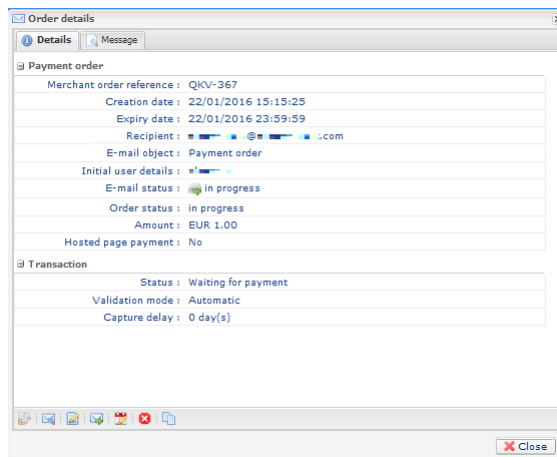 Order details
Details Message
Payment order
Merchant order reference : QKV-367
Creation date : 22/01/2016 15:15:25
Expiry date : 22/01/2016 23:59:59
Recipient : @ .com
E-mail object : Payment order
Initial user details :
E-mail status : in progress
Order status : in progress
Amount : EUR 1.00
Hosted page payment : No
Transaction
Status : Waiting for payment
Validation mode : Automatic
Capture delay : 0 day(s)
Close